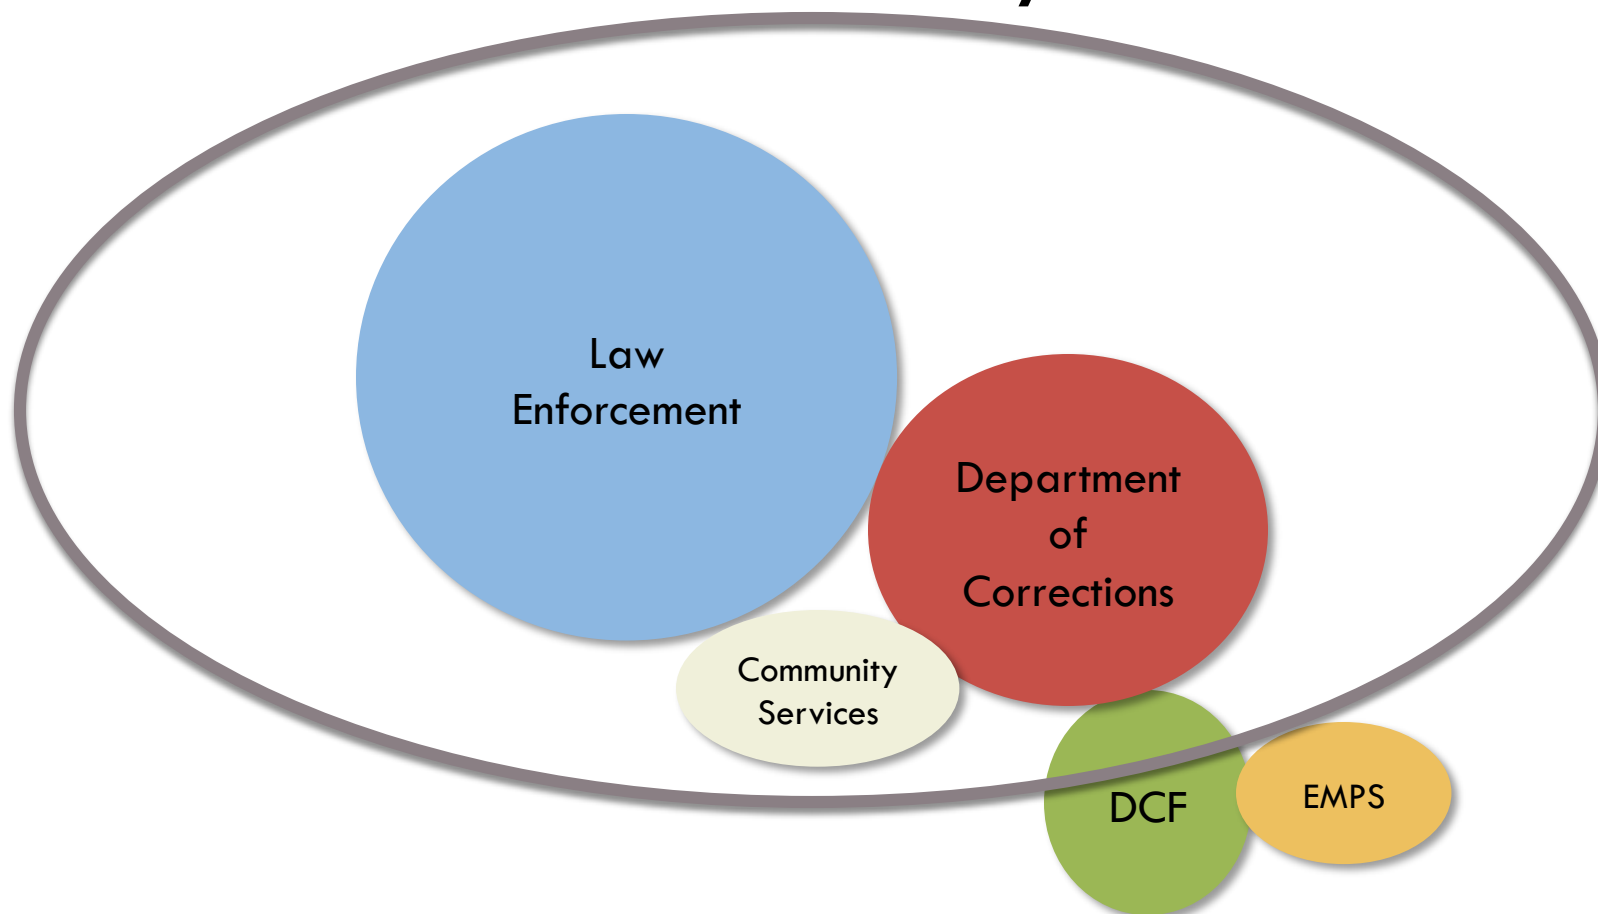 Law
Enforcement
Department
of
Corrections
Community
Services
DCF
EMPS